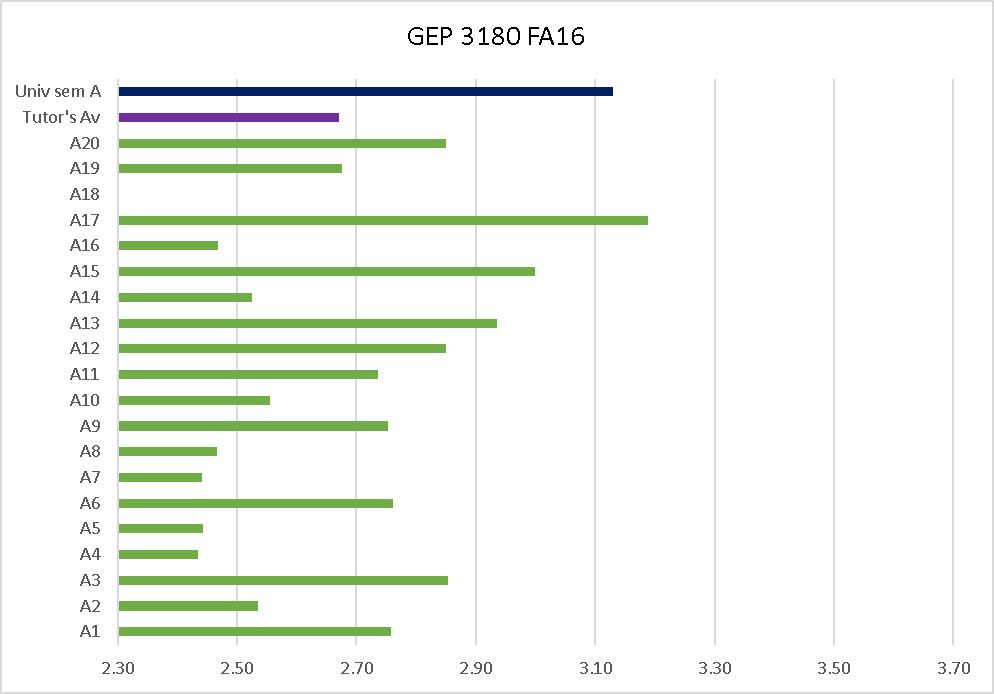 GEP 3180 FA16
Univ sem A
Tutor's Av
A20
A19
A18
A17
A16
A15
A14
A13
A12
A11
A10
A9
A8
A7
A6
A5
A4
A3
A2
A1
2.30 2.50 2.70 2.90 3.10 3.30 3.50 3.70